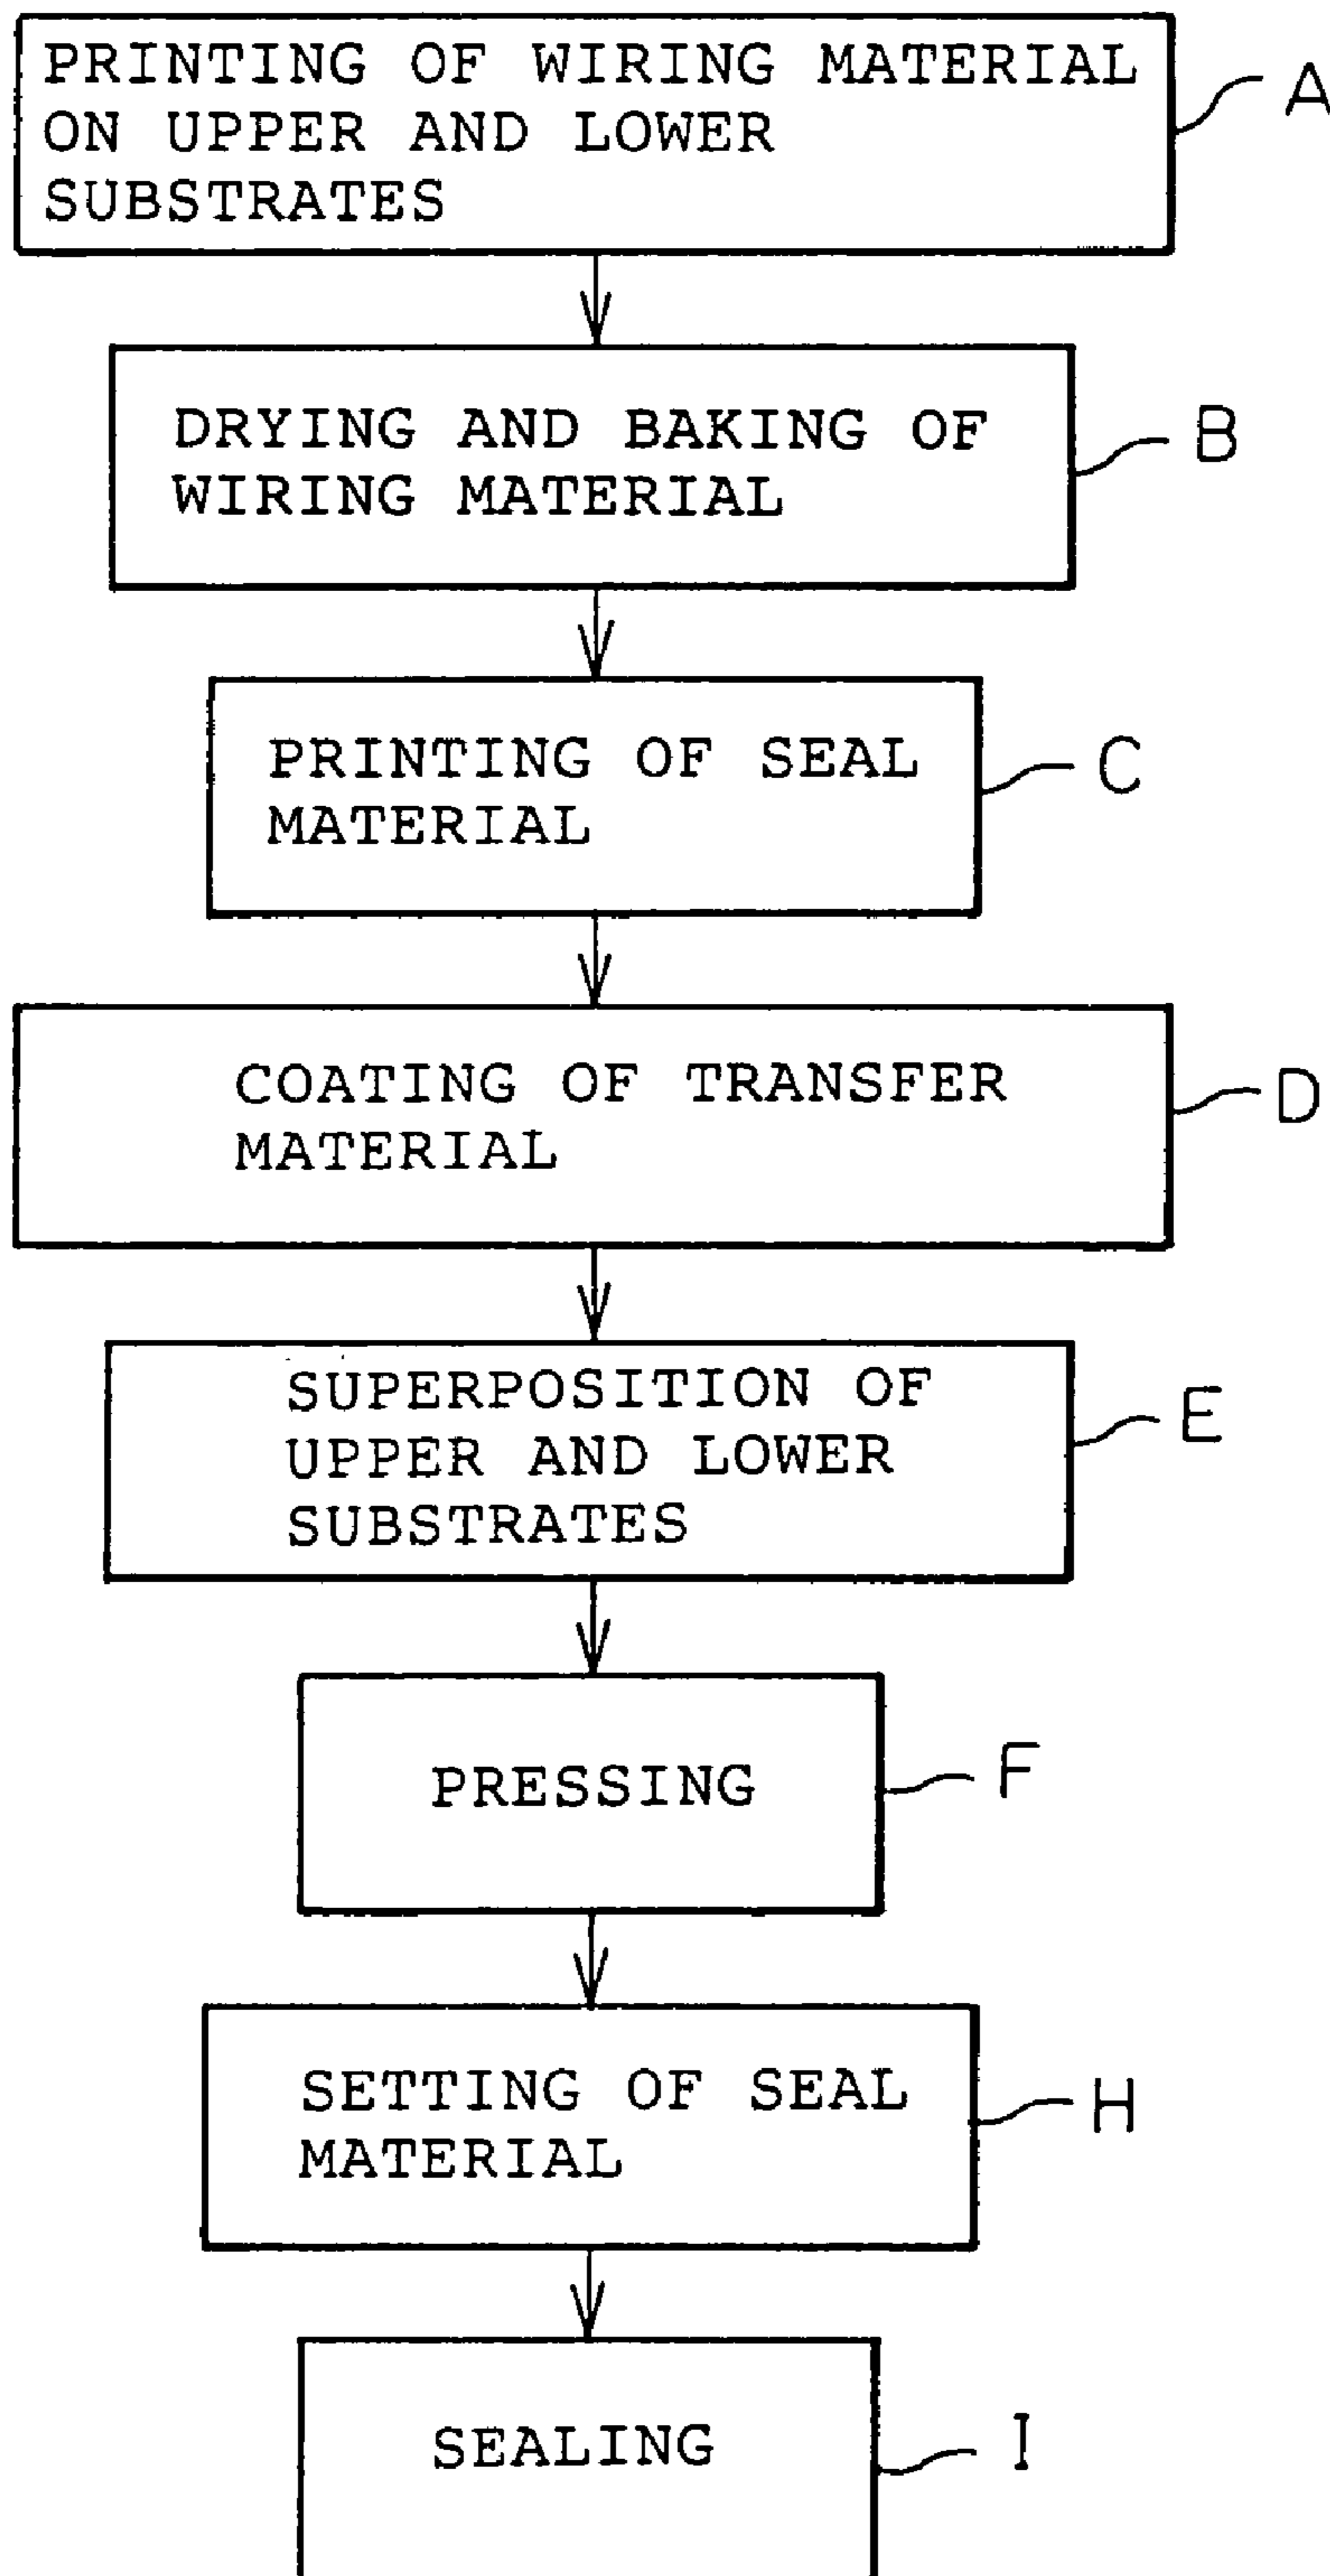 PRINTING OF WIRING MATERIAL
ON UPPER AND LOWER
SUBSTRATES
A
DRYING AND BAKING OF
WIRING MATERIAL
B
PRINTING OF SEAL
MATERIAL
C
COATING OF TRANSFER
MATERIAL
D
SUPERPOSITION OF
UPPER AND LOWER
SUBSTRATES
E
PRESSING
F
SETTING OF SEAL
MATERIAL
H
SEALING
I